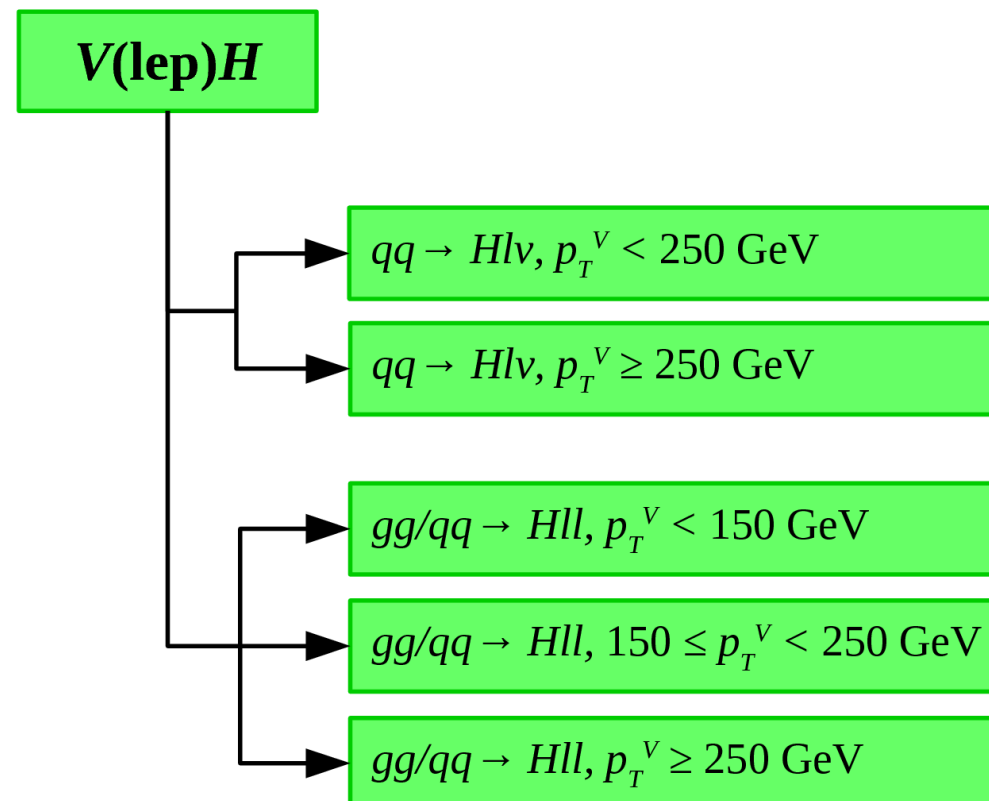 V(lep)H
qq→ Hlν, p_T^V < 250 GeV
qq→ Hlν, p_T^V ≥ 250 GeV
gg/qq→ Hll, p_T^V < 150 GeV
gg/qq→ Hll, 150 ≤ p_T^V < 250 GeV
gg/qq→ Hll, p_T^V ≥ 250 GeV